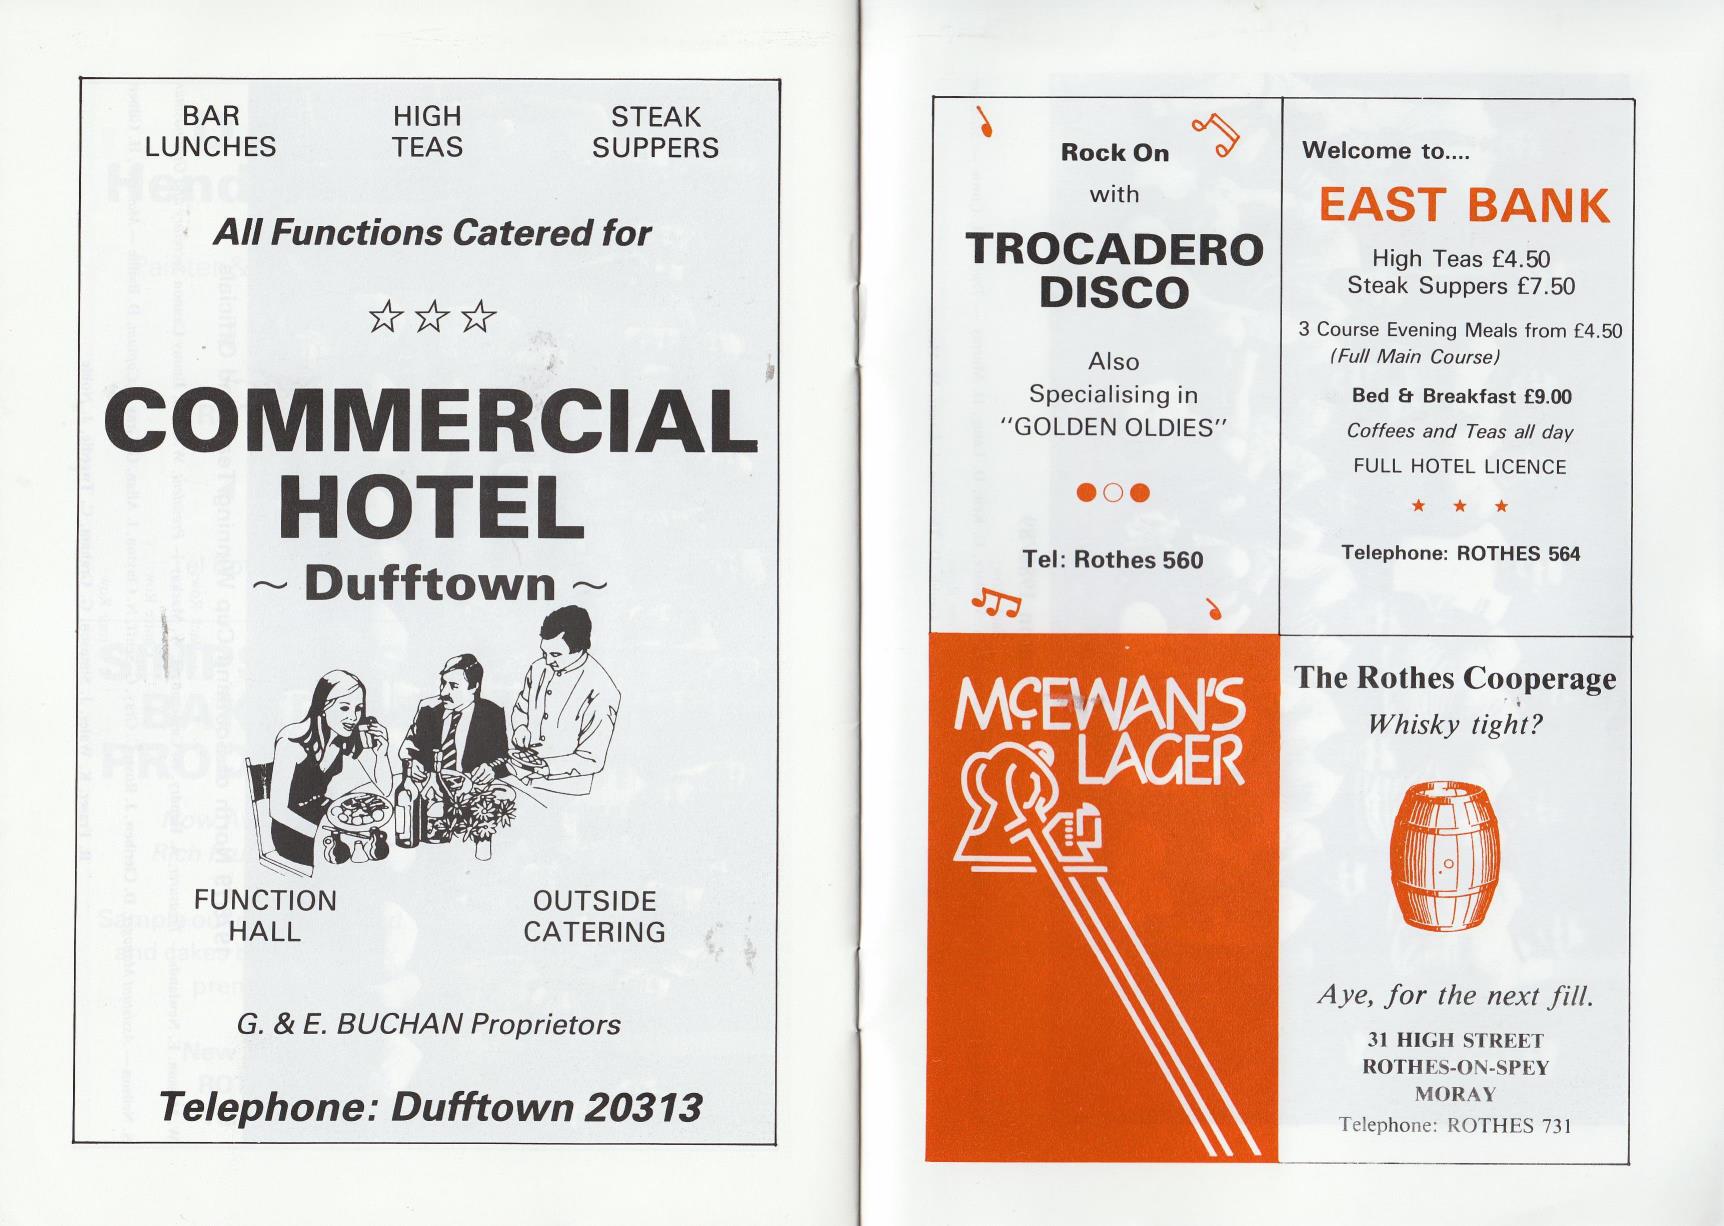 BAR LUNCHES
HIGH TEAS
STEAK SUPPERS
All Functions Catered for
COMMERCIAL
HOTEL
~ Dufftown ~
FUNCTION HALL
OUTSIDE CATERING
G. & E. BUCHAN Proprietors
Telephone: Dufftown 20313
Rock On
with
TROCADERO
DISCO
Also
Specialising in
"GOLDEN OLDIES"
Tel: Rothes 560
Welcome to....
EAST BANK
High Teas £4.50
Steak Suppers £7.50
3 Course Evening Meals from £4.50
(Full Main Course)
Bed & Breakfast £9.00
Coffees and Teas all day
FULL HOTEL LICENCE
Telephone: ROTHES 564
McEWAN'S
LAGER
The Rothes Cooperage
Whisky tight?
Aye, for the next fill.
31 HIGH STREET
ROTHES-ON-SPEY
MORAY
Telephone: ROTHES 731